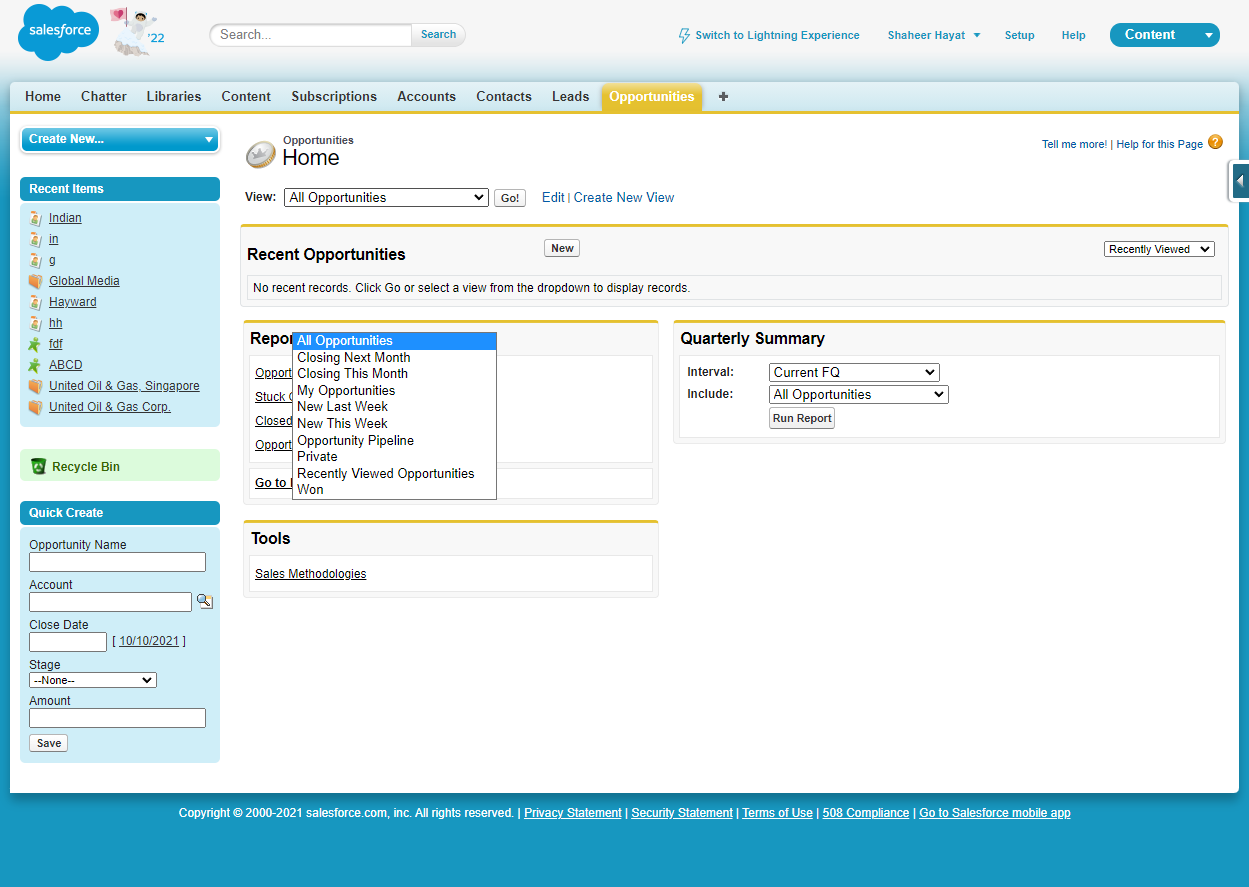 salesforce
'22
Search...
Search
Switch to Lightning Experience
Shaheer Hayat
Setup
Help
Content
Home
Chatter
Libraries
Content
Subscriptions
Accounts
Contacts
Leads
Opportunities
+
Create New...
Recent Items
Indian
in
g
Global Media
Hayward
hh
fdf
ABCD
United Oil & Gas, Singapore
United Oil & Gas Corp.
Recycle Bin
Quick Create
Opportunity Name
Account
Close Date
[ 10/10/2021 ]
Stage
--None--
Amount
Save
Opportunities
Home
Tell me more! | Help for this Page ?
View: All Opportunities Go! Edit | Create New View
Recent Opportunities
New
Recently Viewed
No recent records. Click Go or select a view from the dropdown to display records.
All Opportunities
Closing Next Month
Closing This Month
My Opportunities
New Last Week
New This Week
Opportunity Pipeline
Private
Recently Viewed Opportunities
Won
Stuck
Closed
Go to
Tools
Sales Methodologies
Quarterly Summary
Interval: Current FQ
Include: All Opportunities
Run Report
Copyright © 2000-2021 salesforce.com, inc. All rights reserved. | Privacy Statement | Security Statement | Terms of Use | 508 Compliance | Go to Salesforce mobile app